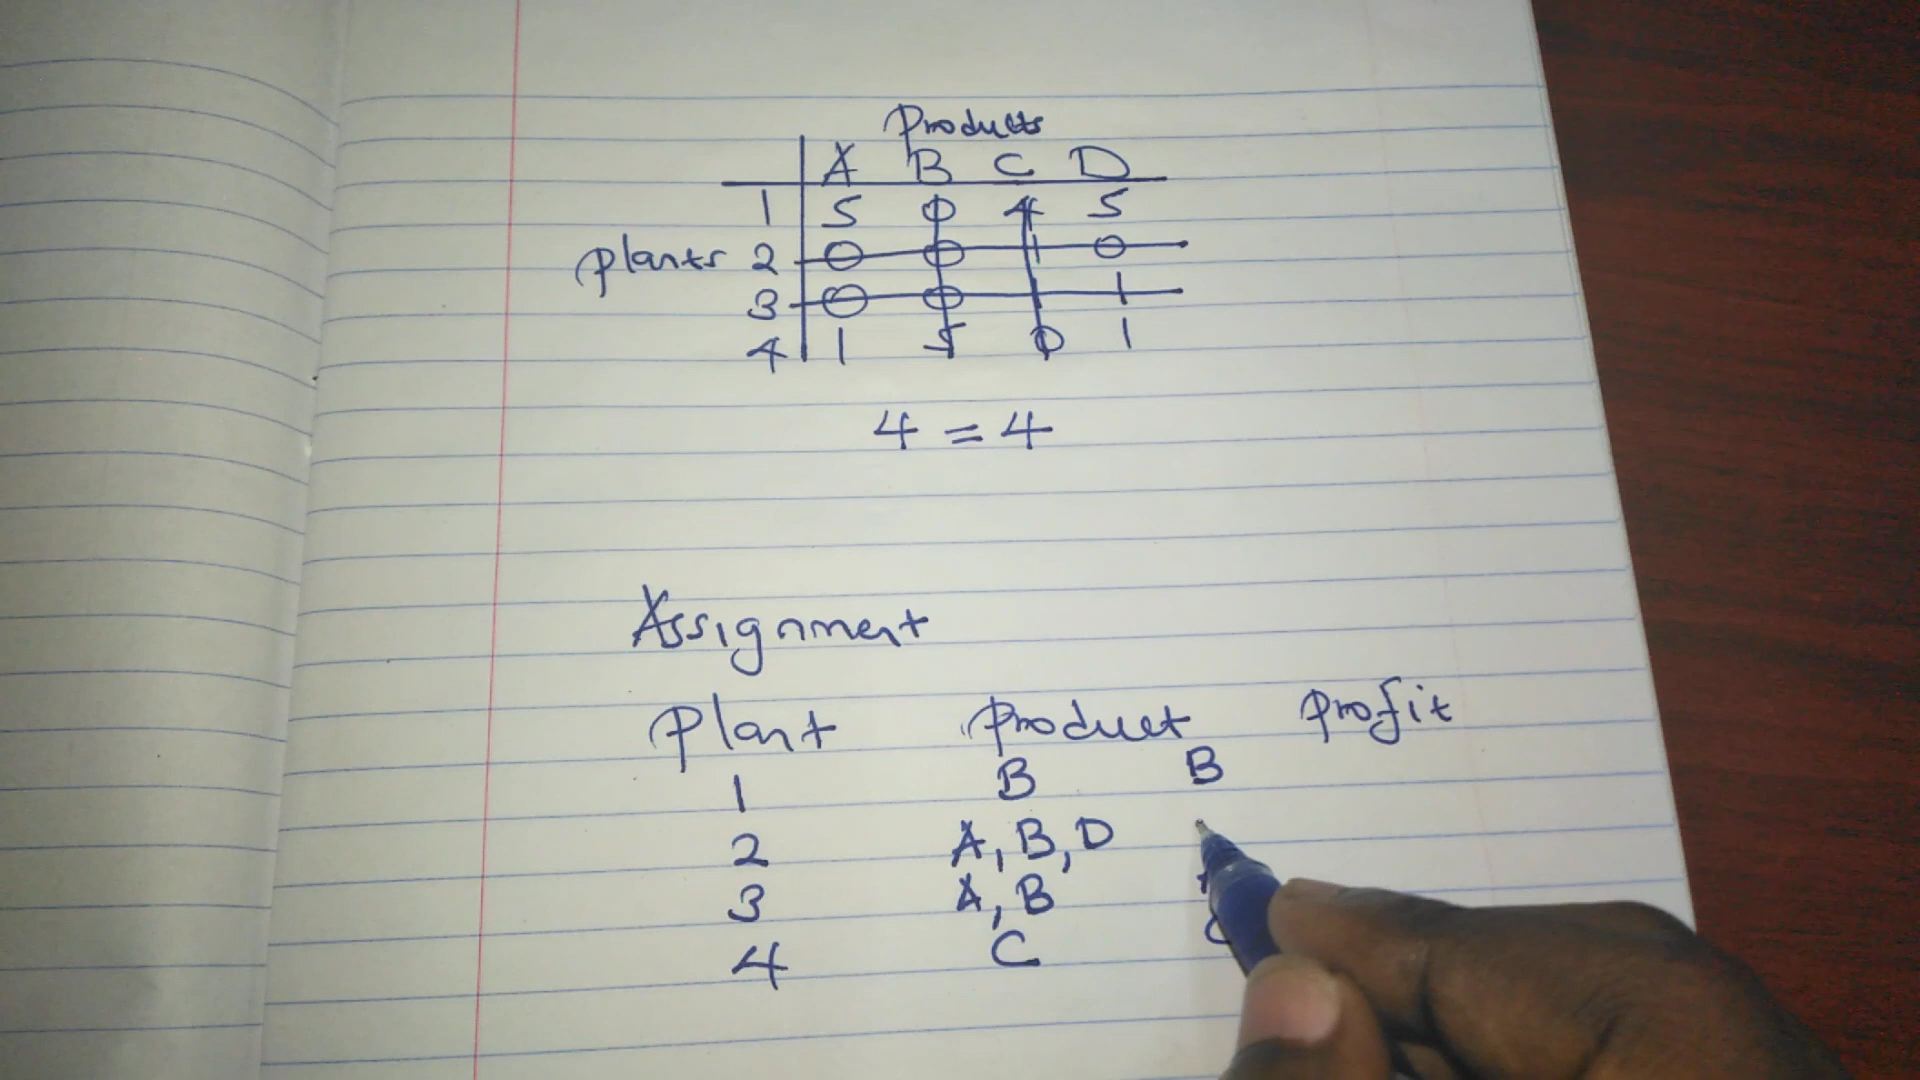 Products
A B C D
1 5 0 4 5
Plants 2 0 0 1 0
3 0 0 1 1
4 1 5 0 1
4 = 4
Assignment
Plant Product Profit
1 B B
2 A, B, D
3 A, B
4 C